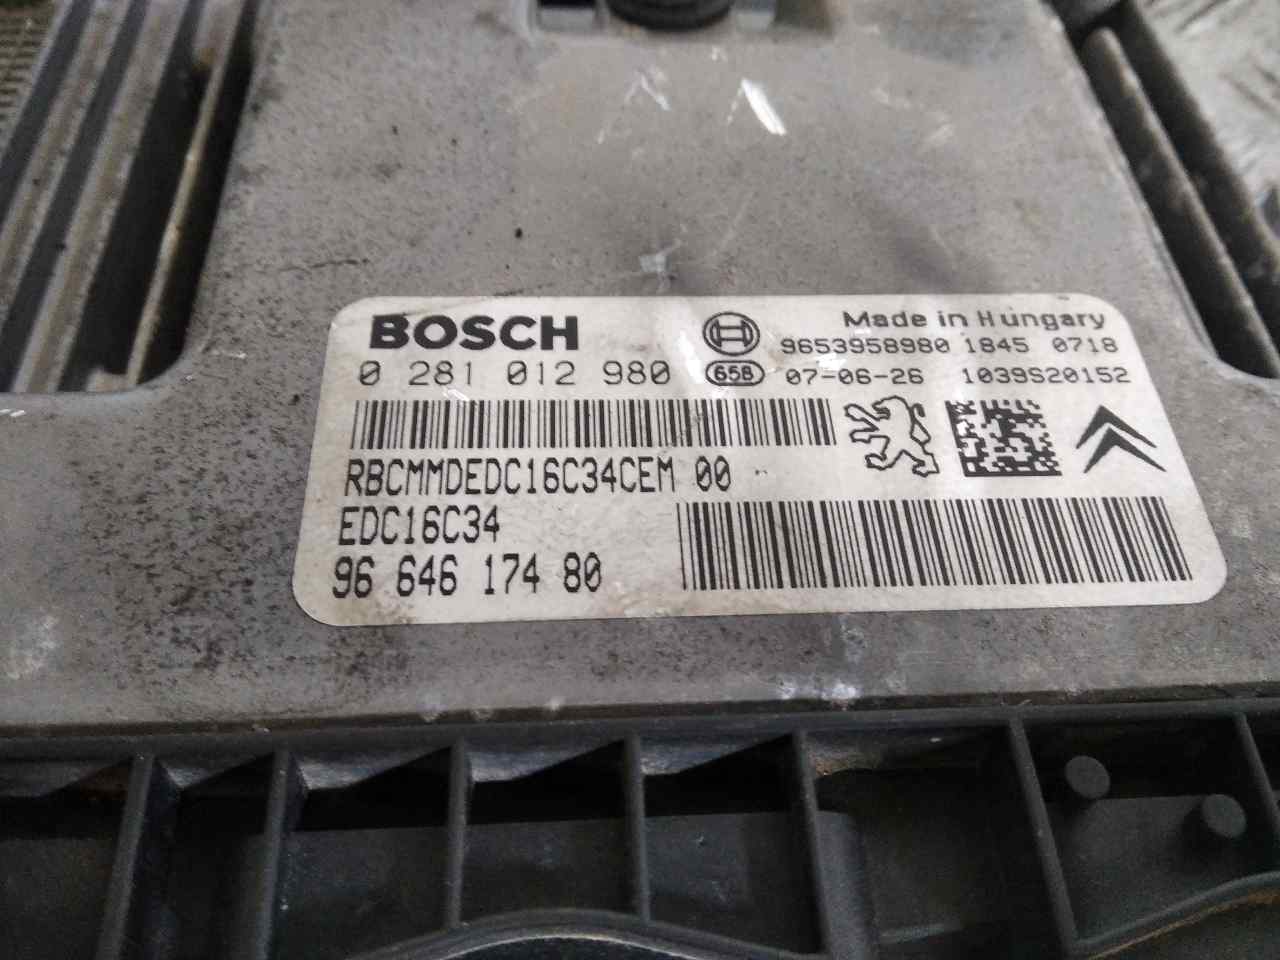 BOSCH
Made in Hungary
9653958980 1845 0718
0 281 012 980
65B 07-06-26 1039S20152
RBCMMDEDC16C34CEM 00
EDC16C34
96 646 174 80